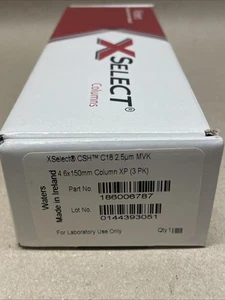 XSELECT®
Columns
XSelect® CSH™ C18 2.5µm MVK
4.6x150mm Column XP (3 PK)
Part No.
186006787
Lot No.
0144393051
For Laboratory Use Only
Qty 1
Waters
Made in Ireland